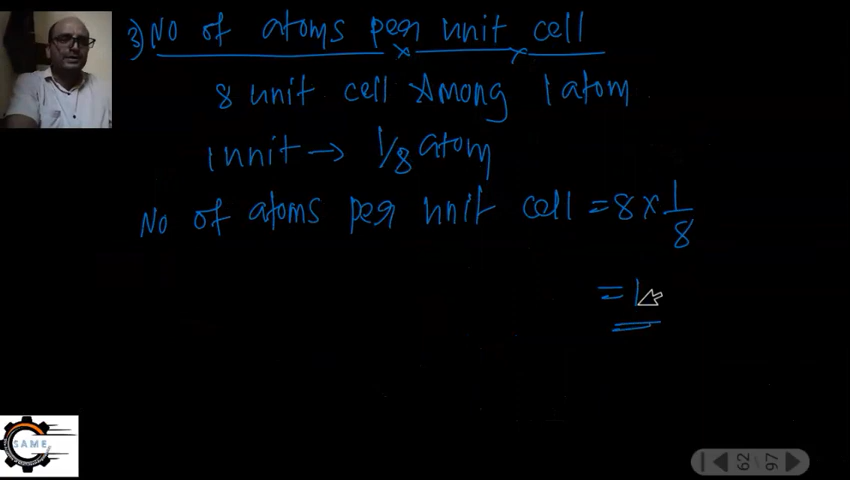 3) No of atoms per unit cell
8 unit cell Among 1 atom
1 unit → 1/8 atom
No of atoms per unit cell = 8 × 1/8
= 1
SAME
62 97